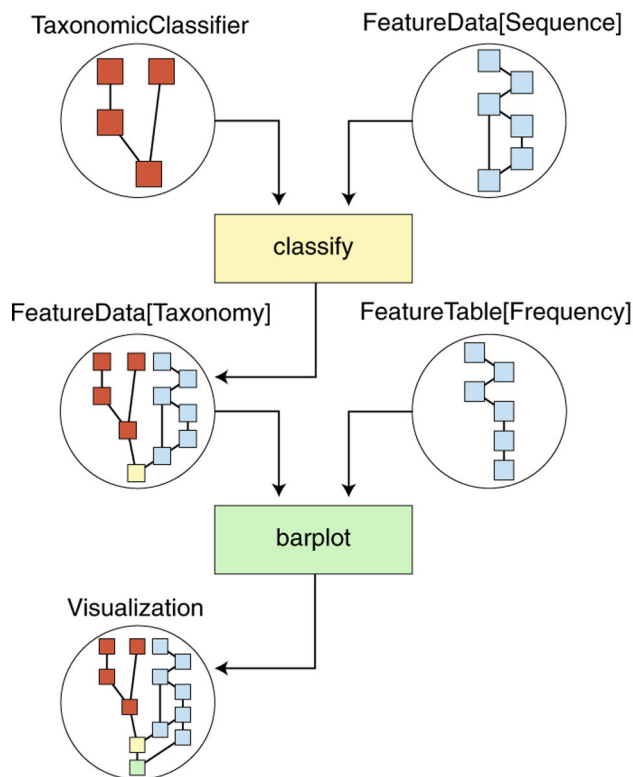 TaxonomicClassifier
FeatureData[Sequence]
classify
FeatureData[Taxonomy]
FeatureTable[Frequency]
barplot
Visualization